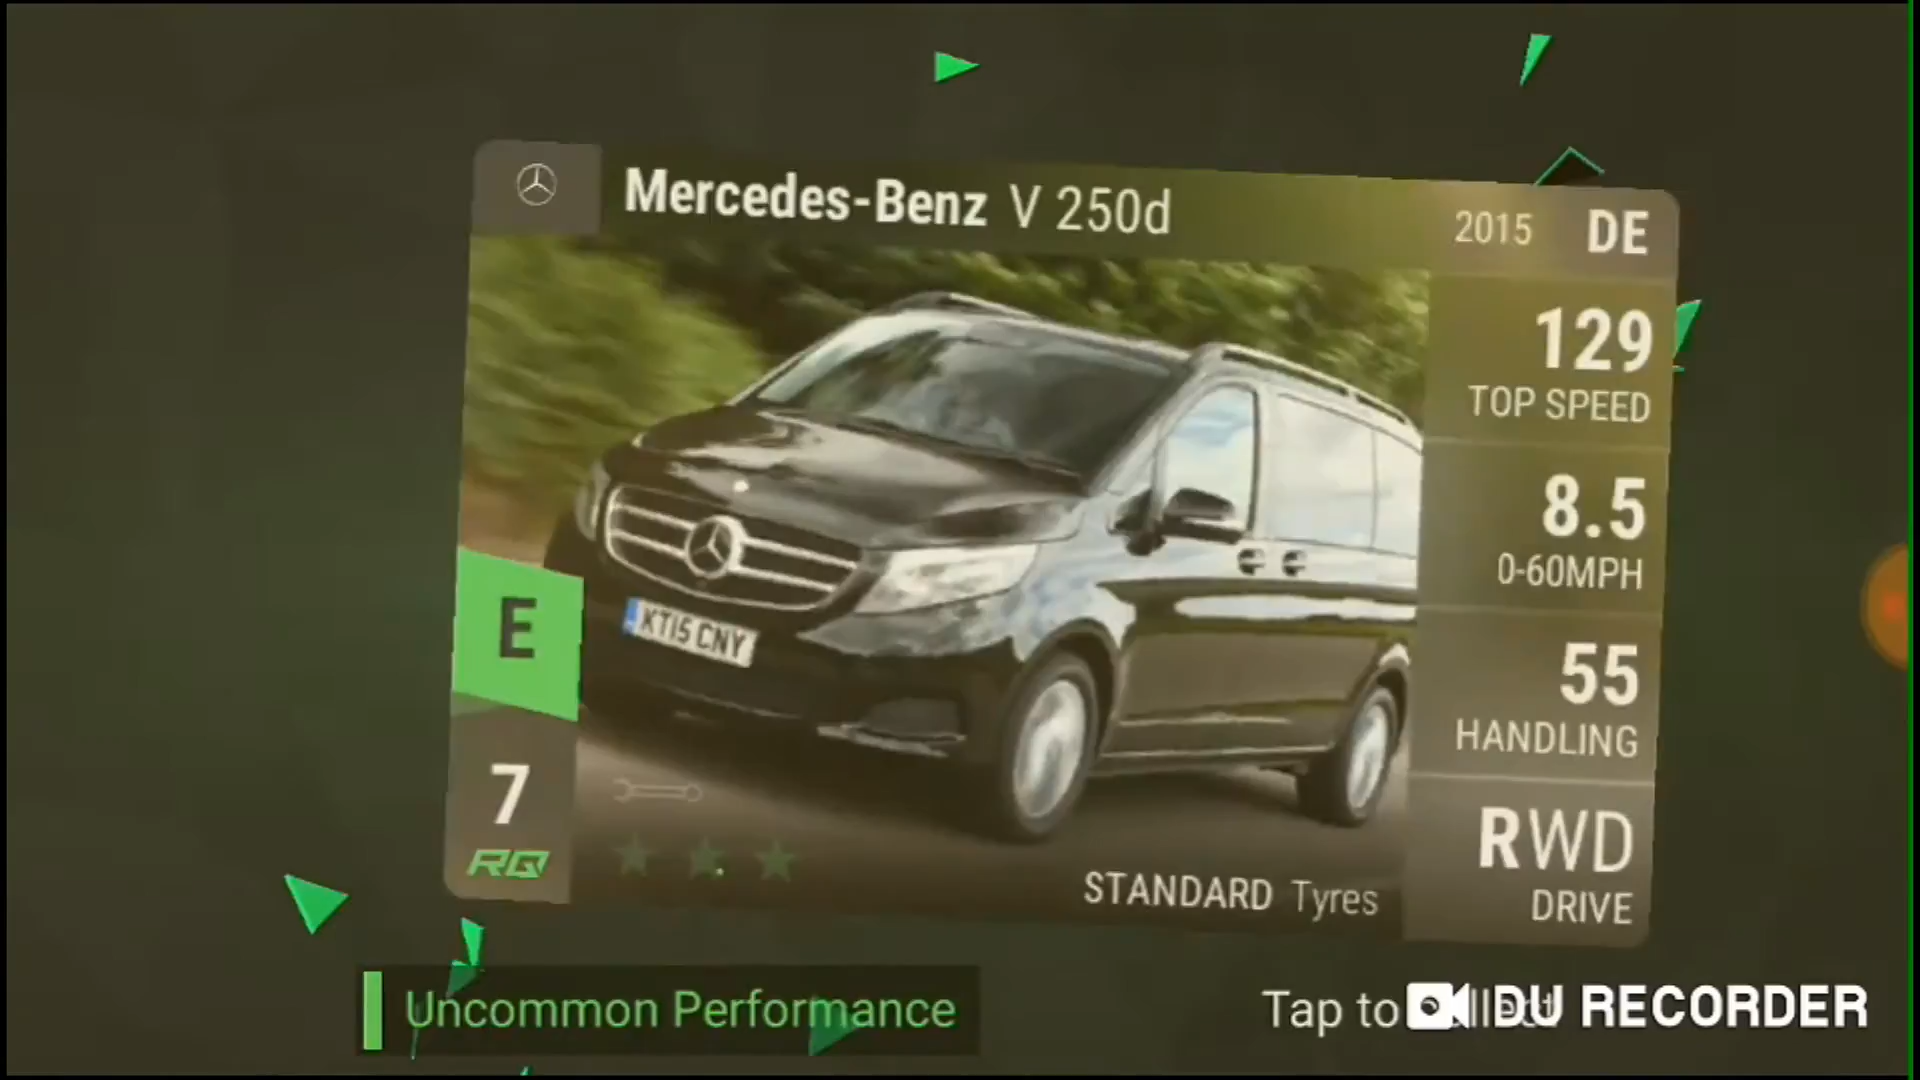 Mercedes-Benz V 250d
2015 DE
129
TOP SPEED
8.5
0-60MPH
55
HANDLING
RWD
DRIVE
E
7
RQ
KT15 CNY
STANDARD Tyres
Uncommon Performance
Tap to
DU RECORDER